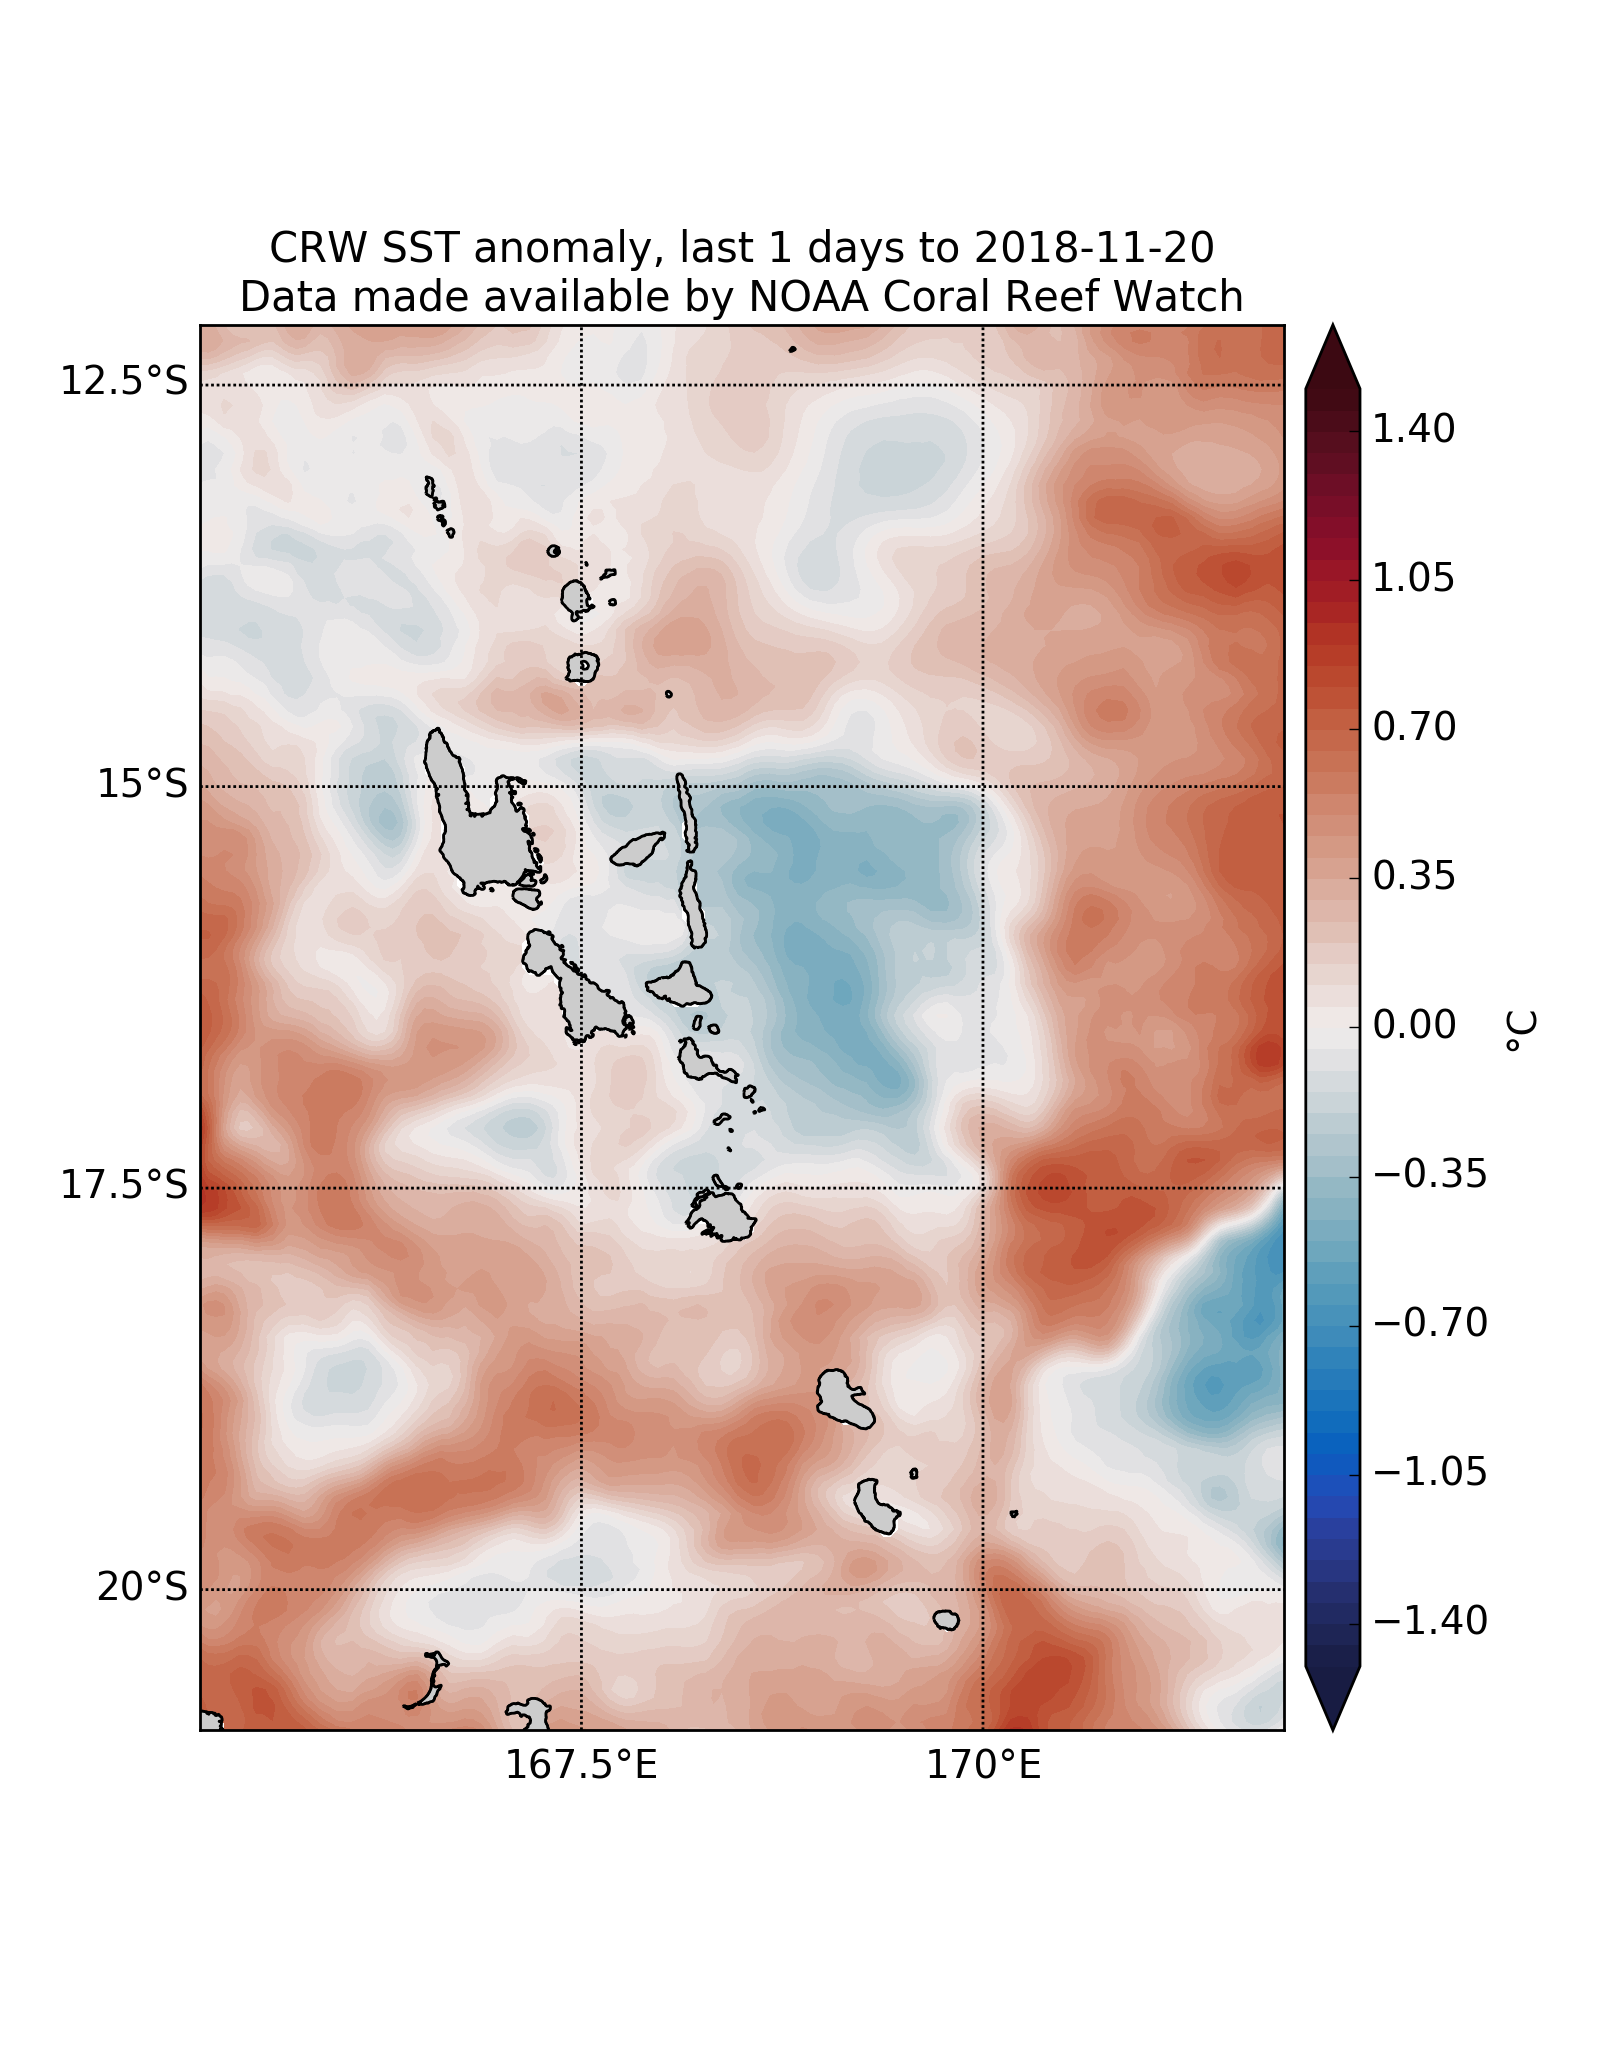 CRW SST anomaly, last 1 days to 2018-11-20
Data made available by NOAA Coral Reef Watch
12.5°S
15°S
17.5°S
20°S
167.5°E
170°E
1.40
1.05
0.70
0.35
0.00
−0.35
−0.70
−1.05
−1.40
°C